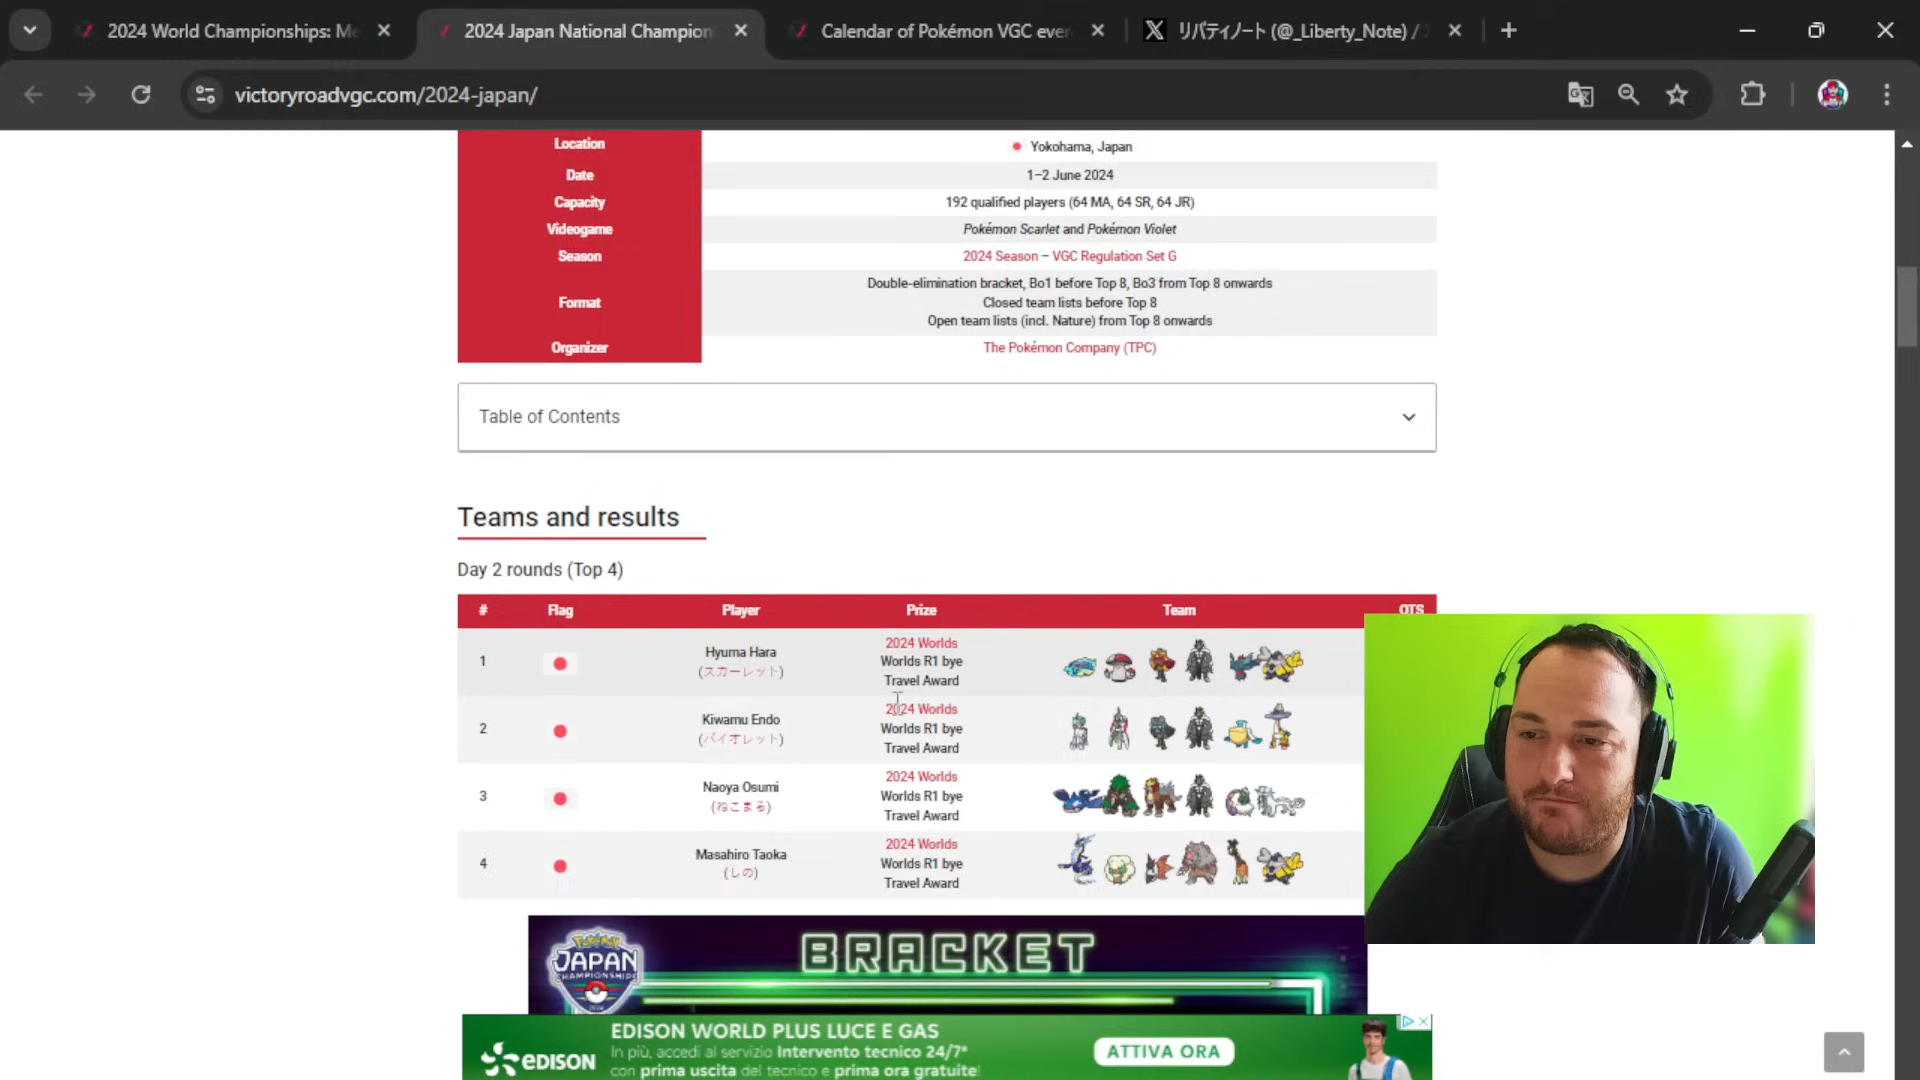 2024 World Championships: Me
2024 Japan National Champion
Calendar of Pokémon VGC ever
リバティノート (@_Liberty_Note) /
victoryroadvgc.com/2024-japan/
Location
Yokohama, Japan
Date
1–2 June 2024
Capacity
192 qualified players (64 MA, 64 SR, 64 JR)
Videogame
Pokémon Scarlet and Pokémon Violet
Season
2024 Season – VGC Regulation Set G
Format
Double-elimination bracket, Bo1 before Top 8, Bo3 from Top 8 onwards
Closed team lists before Top 8
Open team lists (incl. Nature) from Top 8 onwards
Organizer
The Pokémon Company (TPC)
Table of Contents
Teams and results
Day 2 rounds (Top 4)
# Flag Player Prize Team OTS
1 Hyuma Hara (スカーレット) 2024 Worlds
Worlds R1 bye
Travel Award
2 Kiwamu Endo (バイオレット) 2024 Worlds
Worlds R1 bye
Travel Award
3 Naoya Osumi (ねこまる) 2024 Worlds
Worlds R1 bye
Travel Award
4 Masahiro Taoka (しの) 2024 Worlds
Worlds R1 bye
Travel Award
Pokémon
JAPAN
CHAMPIONSHIPS
2024
BRACKET
EDISON
EDISON WORLD PLUS LUCE E GAS
In più, accedi al servizio Intervento tecnico 24/7*
con prima uscita del tecnico e prima ora gratuite!
ATTIVA ORA